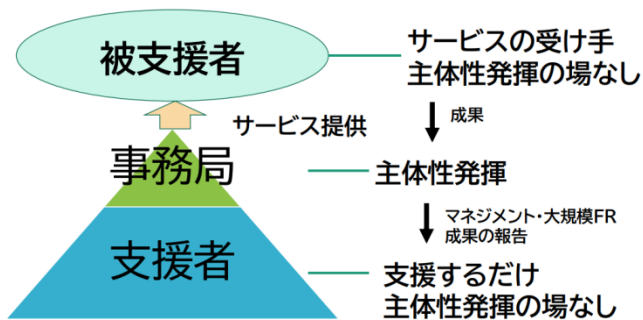 被支援者
サービスの受け手
主体性発揮の場なし
サービス提供
成果
事務局
主体性発揮
マネジメント・大規模FR
成果の報告
支援者
支援するだけ
主体性発揮の場なし